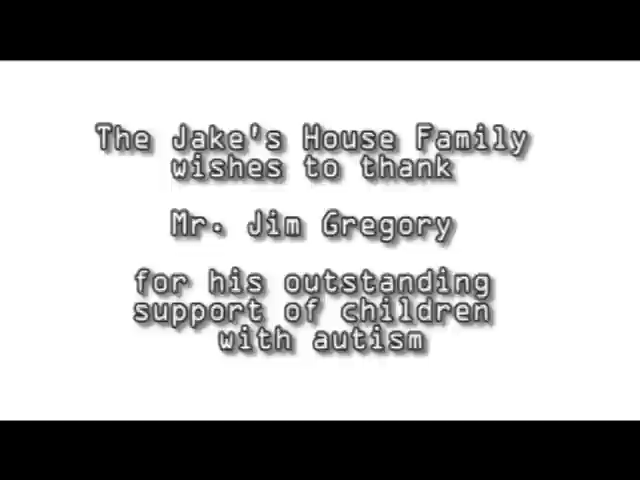 The Jake's House Family
wishes to thank
Mr. Jim Gregory
for his outstanding
support of children
with autism